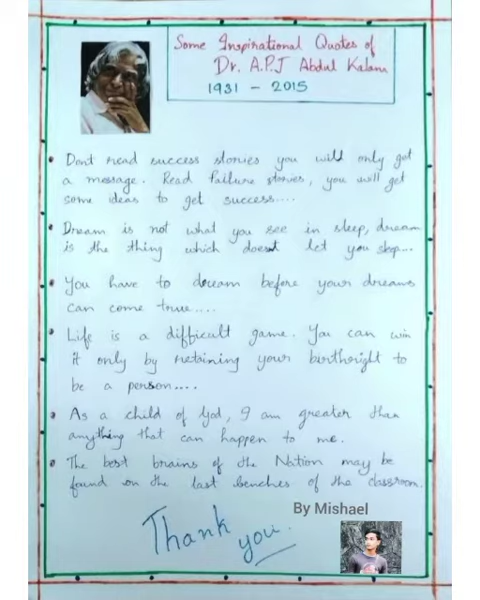 Some Inspirational Quotes of
Dr. A.P.J Abdul Kalam
1931 - 2015
• Dont read success stories you will only get
a message. Read failure stories, you will get
some ideas to get success....
• Dream is not what you see in sleep, dream
is the thing which doesnt let you sleep...
• You have to dream before your dreams
can come true.....
• Life is a difficult game. You can win
it only by retaining your birthright to
be a person....
• As a child of God, I am greater than
anything that can happen to me.
• The best brains of the Nation may be
found on the last benches of the classroom.
By Mishael
Thank
you.